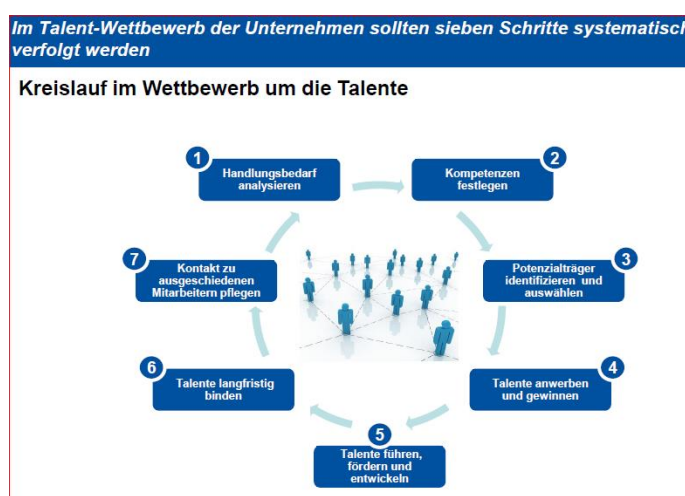 Im Talent-Wettbewerb der Unternehmen sollten sieben Schritte systematisch
verfolgt werden
Kreislauf im Wettbewerb um die Talente
1
Handlungsbedarf
analysieren
2
Kompetenzen
festlegen
3
Potenzialträger
identifizieren und
auswählen
4
Talente anwerben
und gewinnen
5
Talente führen,
fördern und
entwickeln
6
Talente langfristig
binden
7
Kontakt zu
ausgeschiedenen
Mitarbeitern pflegen